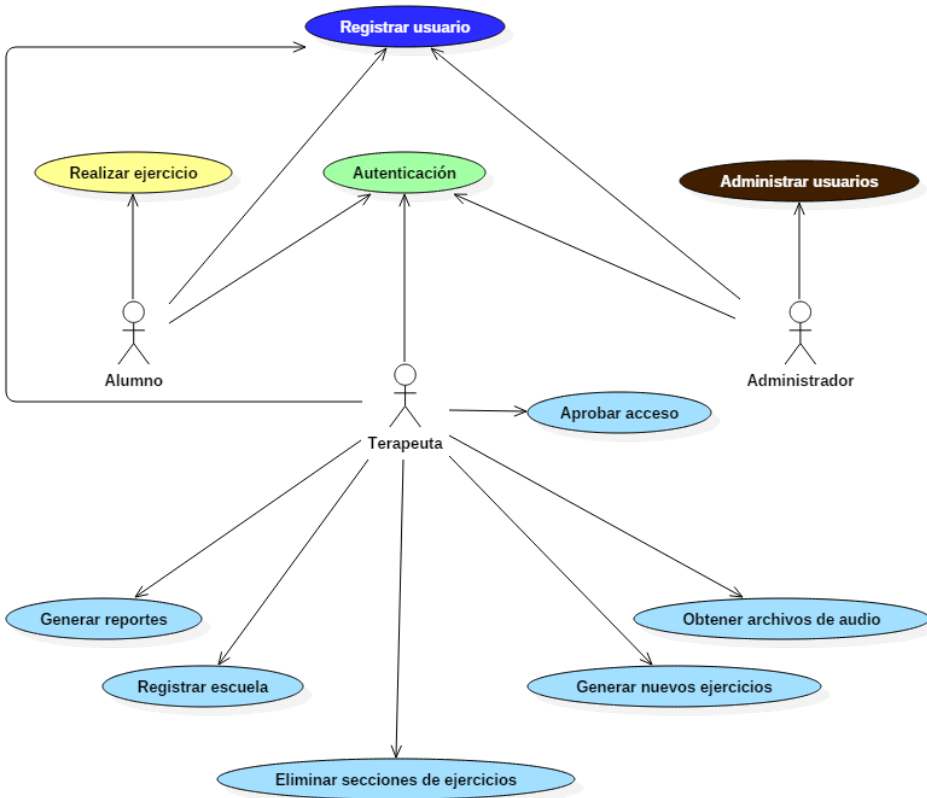 Registrar usuario
Realizar ejercicio
Autenticación
Administrar usuarios
Alumno
Administrador
Aprobar acceso
Terapeuta
Generar reportes
Obtener archivos de audio
Registrar escuela
Generar nuevos ejercicios
Eliminar secciones de ejercicios